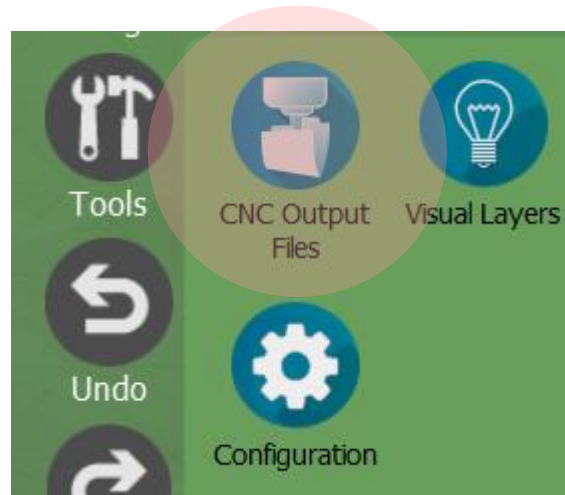 Tools
CNC Output
Files
Visual Layers
Undo
Configuration